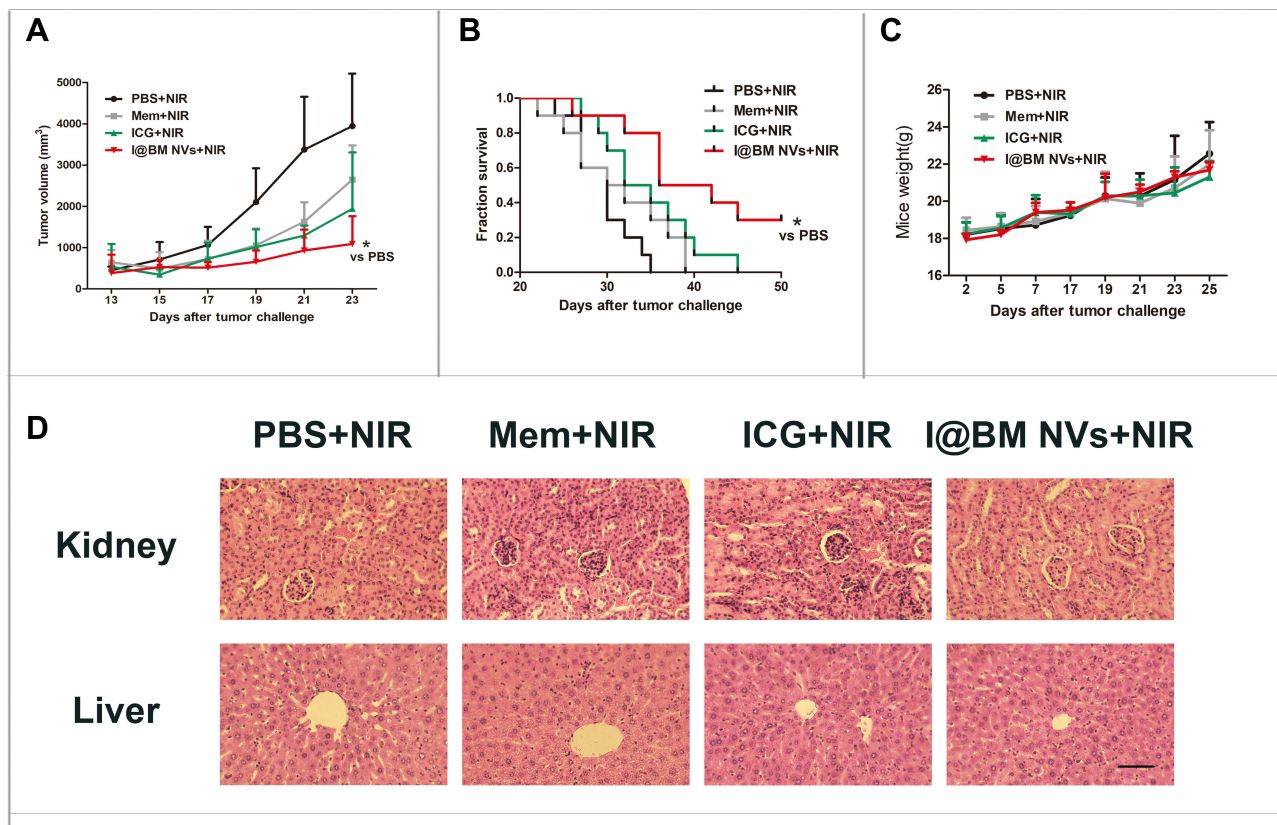 A
Tumor volume (mm³)
5000
4000
3000
2000
1000
0
PBS+NIR
Mem+NIR
ICG+NIR
I@BM NVs+NIR
*
vs PBS
13 15 17 19 21 23
Days after tumor challenge
B
Fraction survival
1.0
0.8
0.6
0.4
0.2
0.0
PBS+NIR
Mem+NIR
ICG+NIR
I@BM NVs+NIR
*
vs PBS
20 30 40 50
Days after tumor challenge
C
Mice weight(g)
26
24
22
20
18
16
PBS+NIR
Mem+NIR
ICG+NIR
I@BM NVs+NIR
2 5 7 17 19 21 23 25
Days after tumor challenge
D
PBS+NIR Mem+NIR ICG+NIR I@BM NVs+NIR
Kidney
Liver